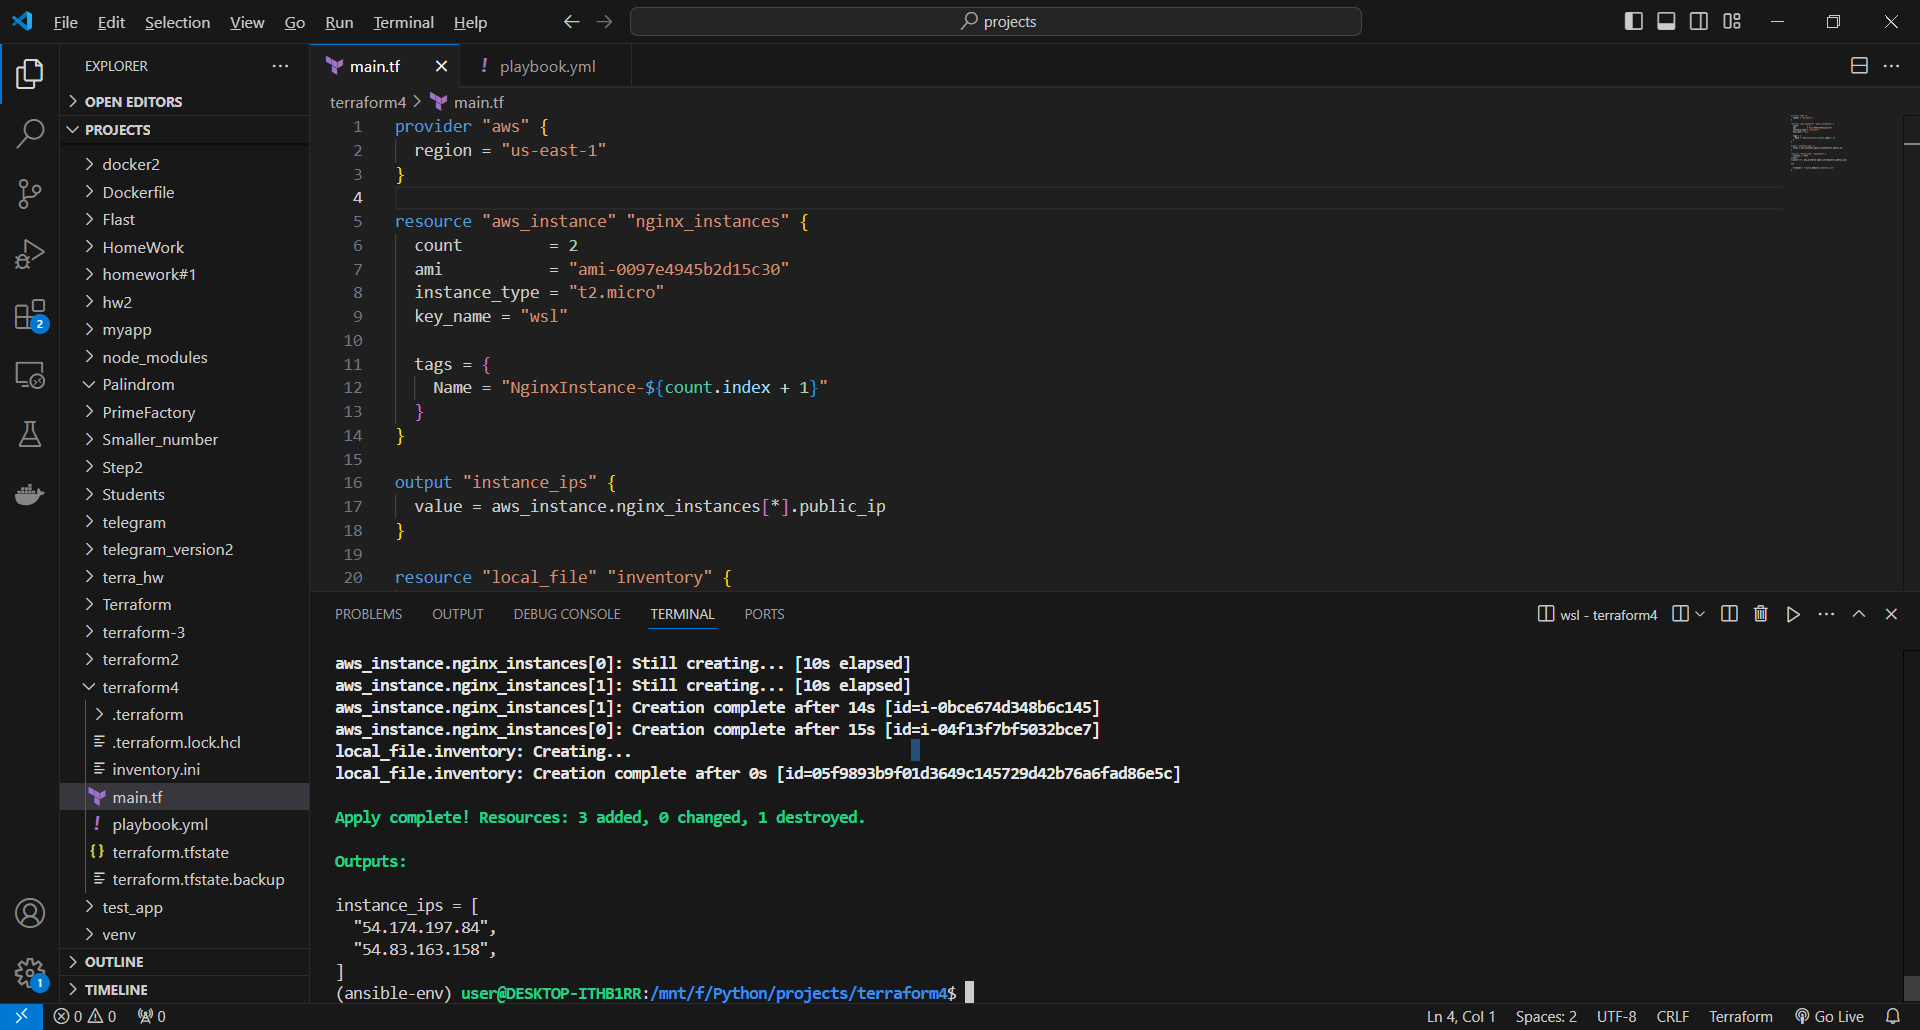 File Edit Selection View Go Run Terminal Help
projects
EXPLORER
OPEN EDITORS
PROJECTS
docker2
Dockerfile
Flast
HomeWork
homework#1
hw2
myapp
node_modules
Palindrom
PrimeFactory
Smaller_number
Step2
Students
telegram
telegram_version2
terra_hw
Terraform
terraform-3
terraform2
terraform4
.terraform
.terraform.lock.hcl
inventory.ini
main.tf
! playbook.yml
{} terraform.tfstate
terraform.tfstate.backup
test_app
venv
OUTLINE
TIMELINE
2
1
main.tf
! playbook.yml
terraform4 > main.tf
1 provider "aws" {
2 region = "us-east-1"
3 }
4
5 resource "aws_instance" "nginx_instances" {
6 count         = 2
7 ami           = "ami-0097e4945b2d15c30"
8 instance_type = "t2.micro"
9 key_name = "wsl"
10
11 tags = {
12 Name = "NginxInstance-${count.index + 1}"
13 }
14 }
15
16 output "instance_ips" {
17 value = aws_instance.nginx_instances[*].public_ip
18 }
19
20 resource "local_file" "inventory" {
PROBLEMS OUTPUT DEBUG CONSOLE TERMINAL PORTS
wsl - terraform4
aws_instance.nginx_instances[0]: Still creating... [10s elapsed]
aws_instance.nginx_instances[1]: Still creating... [10s elapsed]
aws_instance.nginx_instances[1]: Creation complete after 14s [id=i-0bce674d348b6c145]
aws_instance.nginx_instances[0]: Creation complete after 15s [id=i-04f13f7bf5032bce7]
local_file.inventory: Creating...
local_file.inventory: Creation complete after 0s [id=05f9893b9f01d3649c145729d42b76a6fad86e5c]
Apply complete! Resources: 3 added, 0 changed, 1 destroyed.
Outputs:
instance_ips = [
"54.174.197.84",
"54.83.163.158",
]
(ansible-env) user@DESKTOP-ITHB1RR:/mnt/f/Python/projects/terraform4$
0 0 0
Ln 4, Col 1 Spaces: 2 UTF-8 CRLF Terraform Go Live